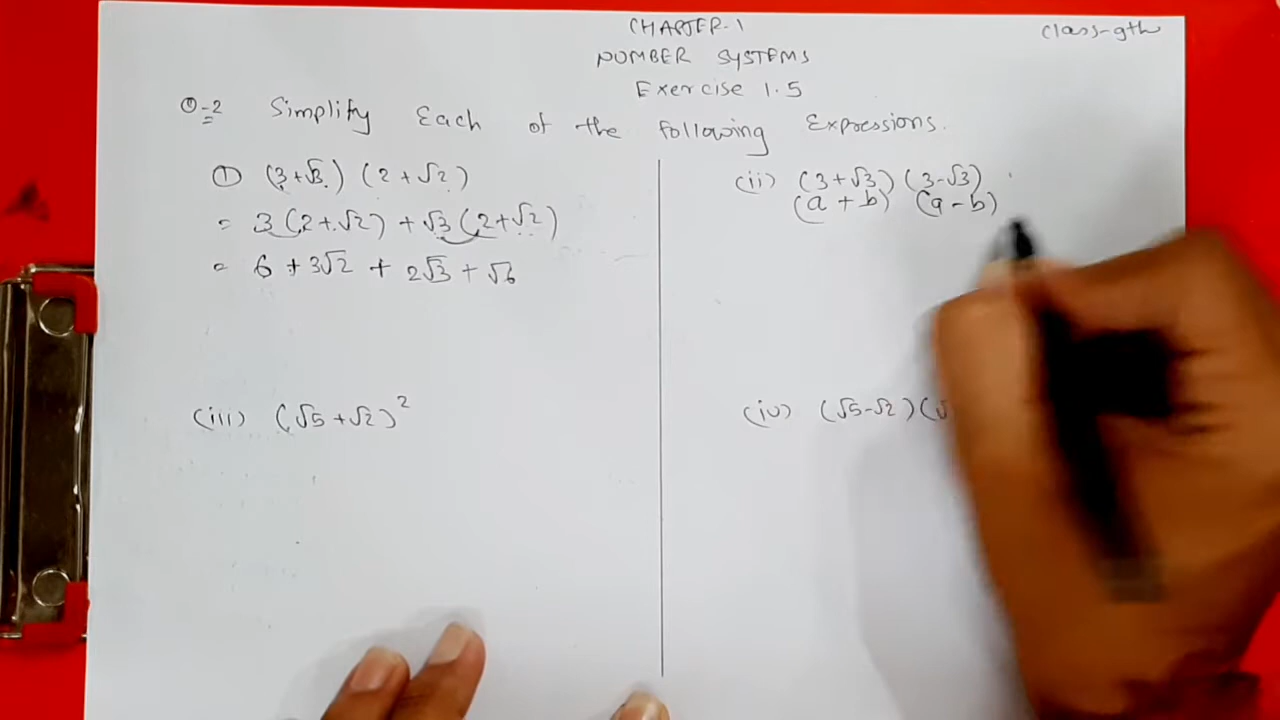 CHAPTER-1
Class-9th
NUMBER SYSTEMS
Exercise 1.5
Q-2 Simplify Each of the following Expressions.
① (3+√3) (2+√2)
= 3(2+√2) + √3(2+√2)
= 6 + 3√2 + 2√3 + √6
(ii) (3+√3) (3-√3)
(a + b) (a - b)
(iii) (√5 +√2)²
(iv) (√5-√2) (√